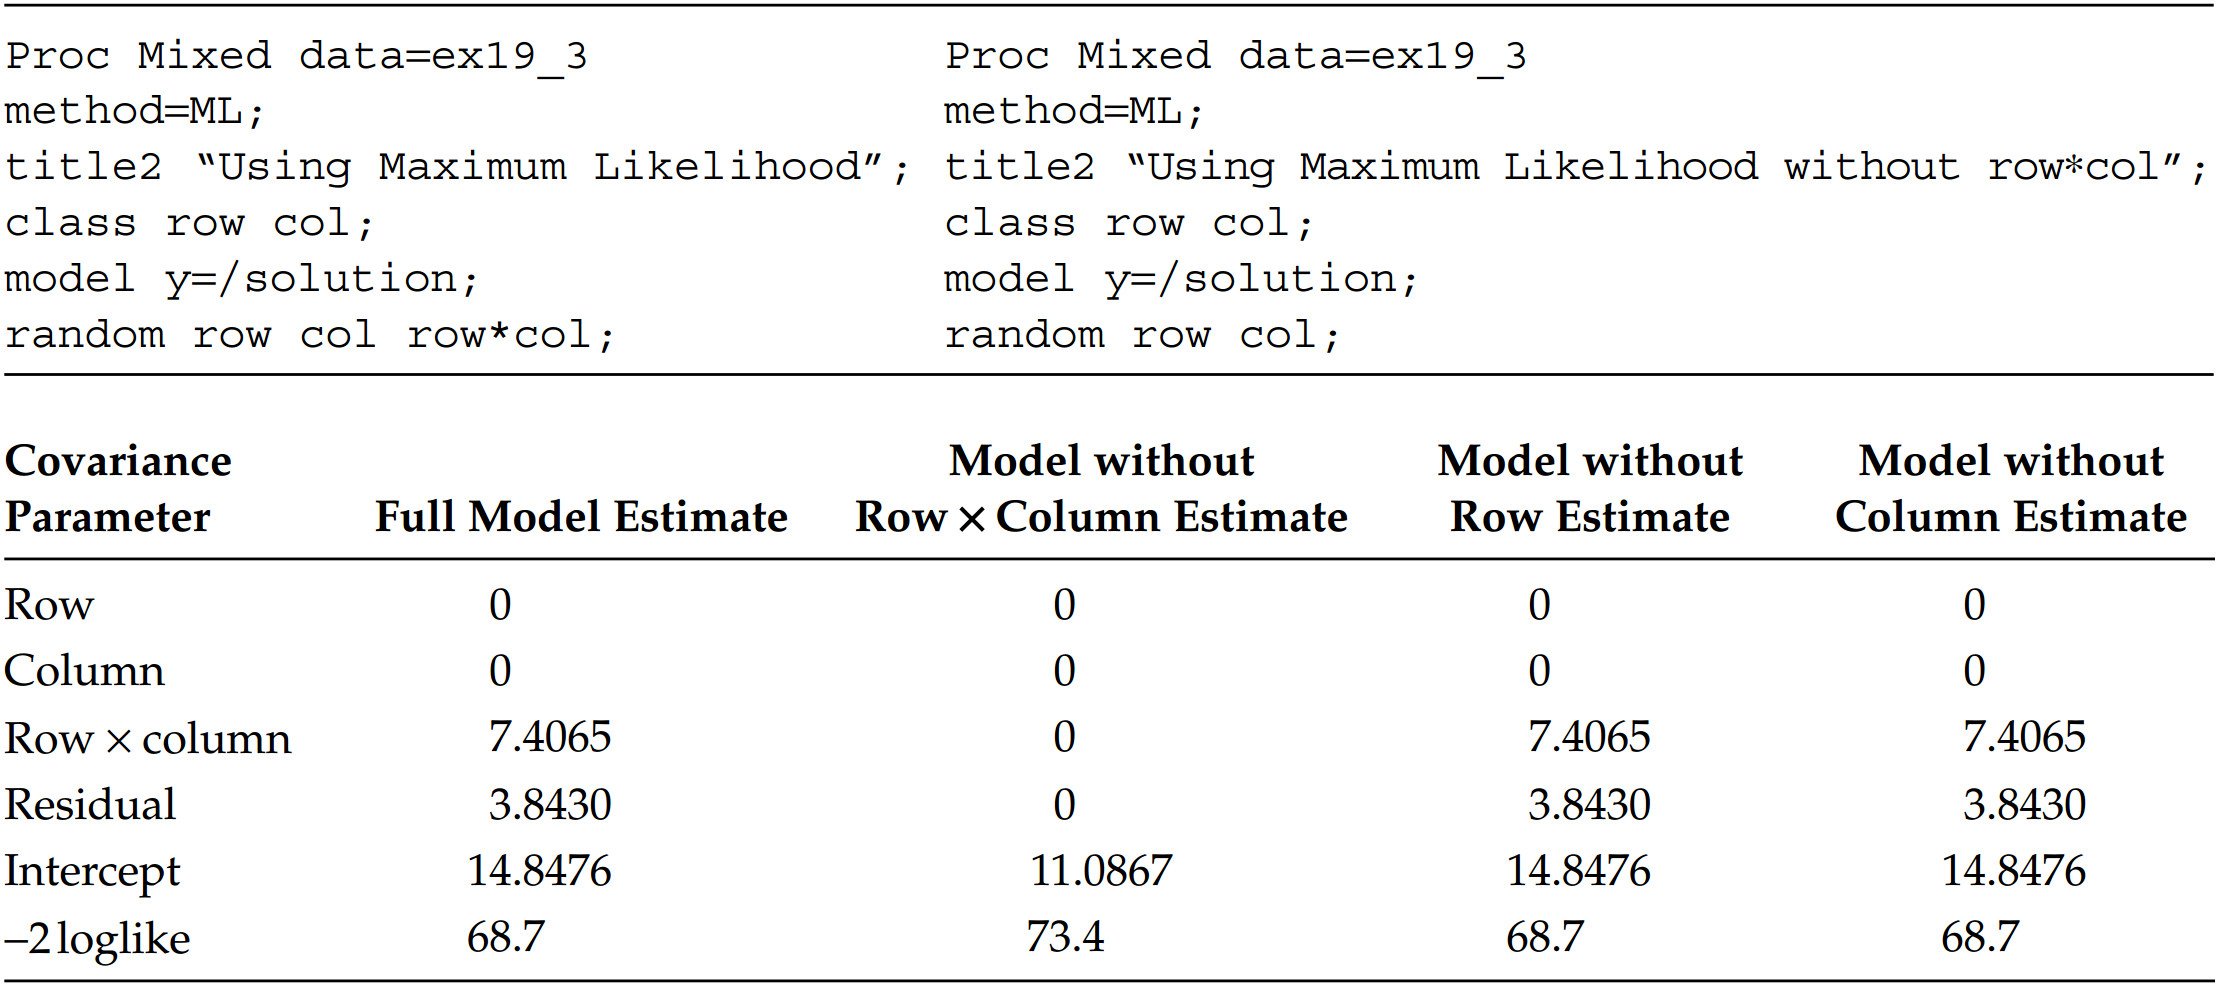 Proc Mixed data=ex19_3
method=ML;
title2 “Using Maximum Likelihood”;
class row col;
model y=/solution;
random row col row*col;
Proc Mixed data=ex19_3
method=ML;
title2 “Using Maximum Likelihood without row*col”;
class row col;
model y=/solution;
random row col;
Covariance Parameter Full Model Estimate Model without Row × Column Estimate Model without Row Estimate Model without Column Estimate
Row 0 0 0 0
Column 0 0 0 0
Row × column 7.4065 0 7.4065 7.4065
Residual 3.8430 0 3.8430 3.8430
Intercept 14.8476 11.0867 14.8476 14.8476
–2 loglike 68.7 73.4 68.7 68.7